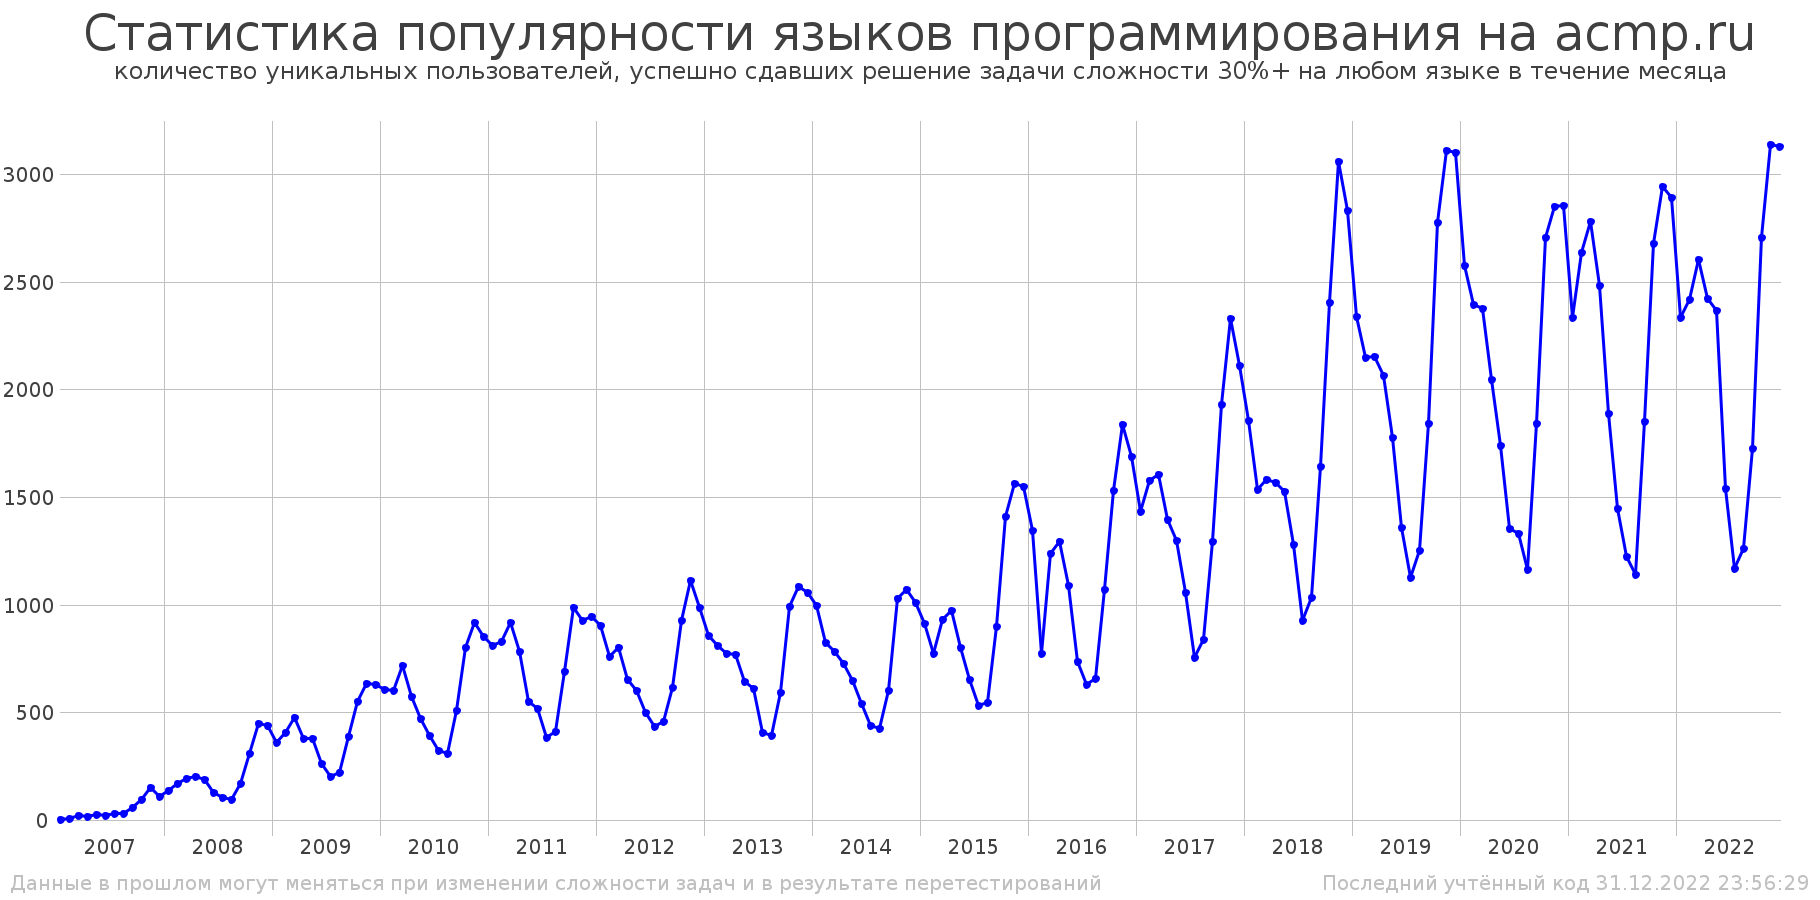 Статистика популярности языков программирования на acmp.ru
количество уникальных пользователей, успешно сдавших решение задачи сложности 30%+ на любом языке в течение месяца
3000
2500
2000
1500
1000
500
0
2007 2008 2009 2010 2011 2012 2013 2014 2015 2016 2017 2018 2019 2020 2021 2022
Данные в прошлом могут меняться при изменении сложности задач и в результате перетестирований
Последний учтённый код 31.12.2022 23:56:29